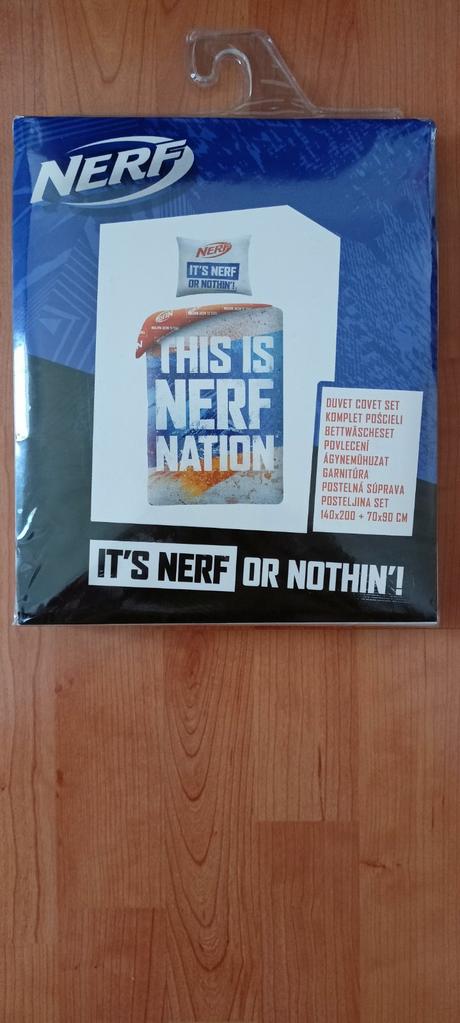 NERF
NERF
IT'S NERF
OR NOTHIN'!
THIS IS
NERF
NATION
DUVET COVET SET
KOMPLET POŚCIELI
BETTWÄSCHESET
POVLECENÍ
ÁGYNEMŰHUZAT
GARNITÚRA
POSTELNÁ SÚPRAVA
POSTELJINA SET
140x200 + 70x90 CM
IT'S NERF OR NOTHIN'!